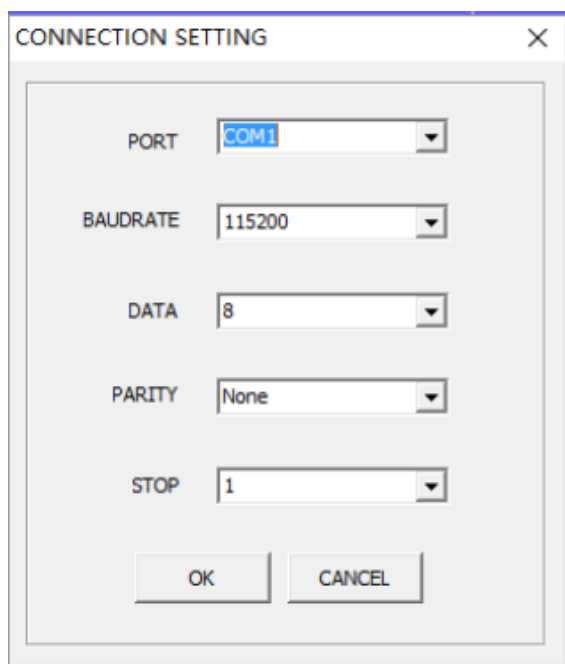 CONNECTION SETTING
PORT COM1
BAUDRATE 115200
DATA 8
PARITY None
STOP 1
OK CANCEL